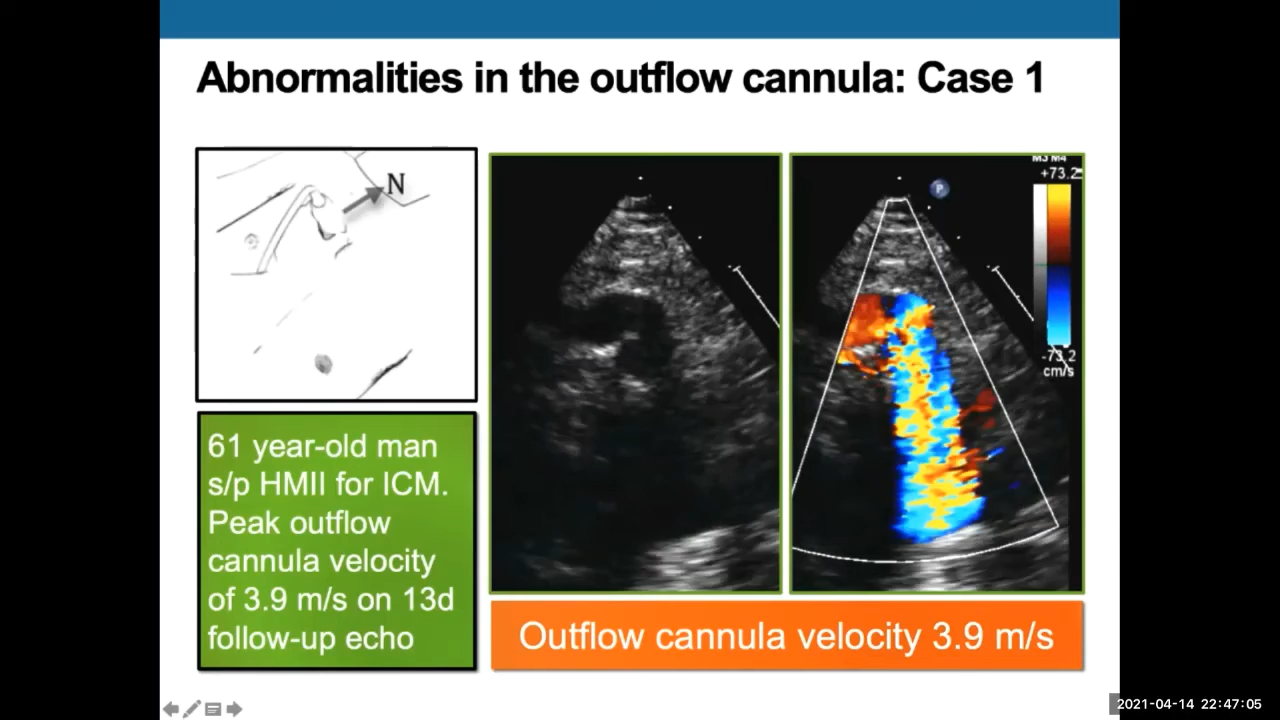 Abnormalities in the outflow cannula: Case 1
N
61 year-old man
s/p HMII for ICM.
Peak outflow
cannula velocity
of 3.9 m/s on 13d
follow-up echo
P
M3 M4
+73.2
-73.2
cm/s
Outflow cannula velocity 3.9 m/s
2021-04-14 22:47:05